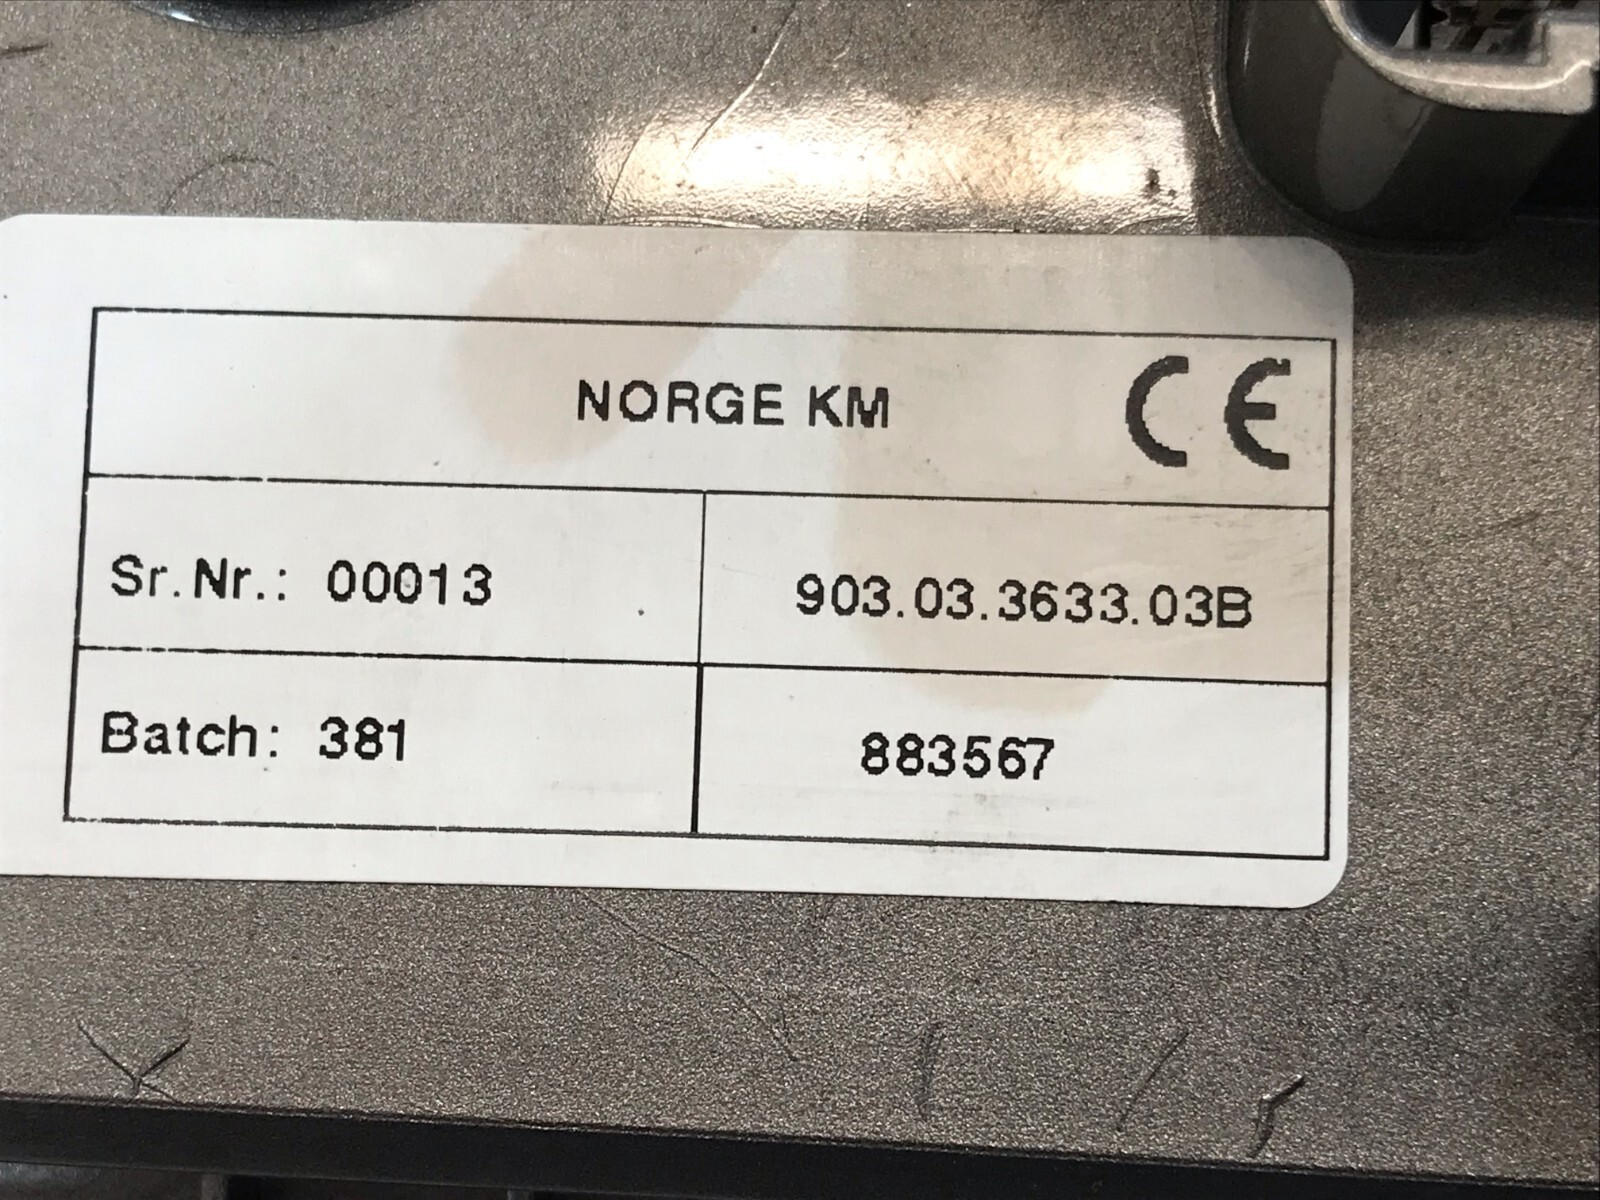 NORGE KM CE
Sr.Nr.: 00013 903.03.3633.03B
Batch: 381 883567